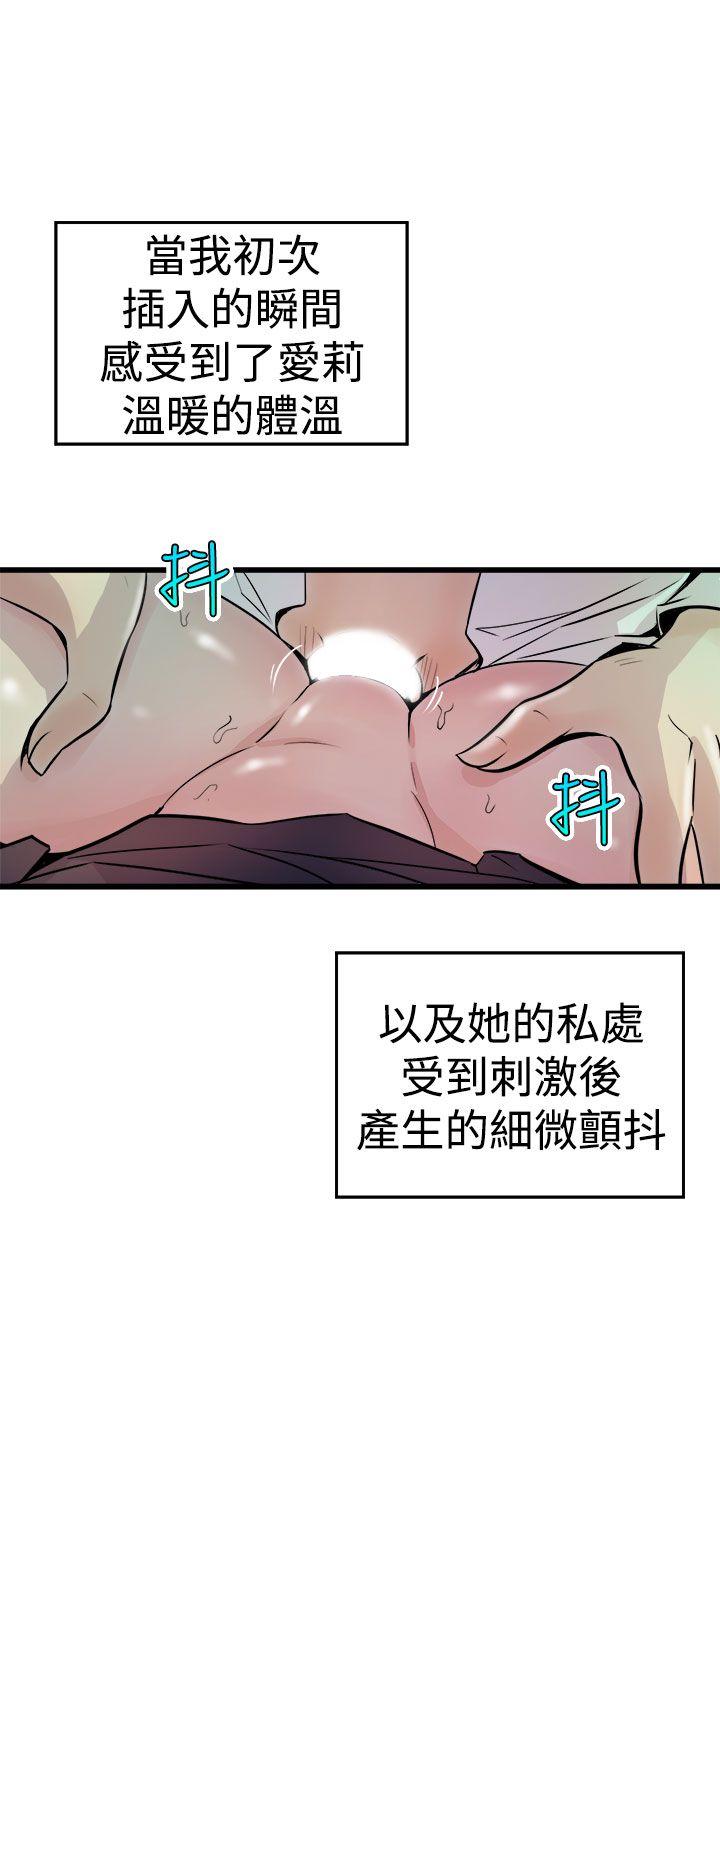 當我初次
插入的瞬間
感受到了愛莉
溫暖的體溫
抖
抖
以及她的私處
受到刺激後
產生的細微顫抖